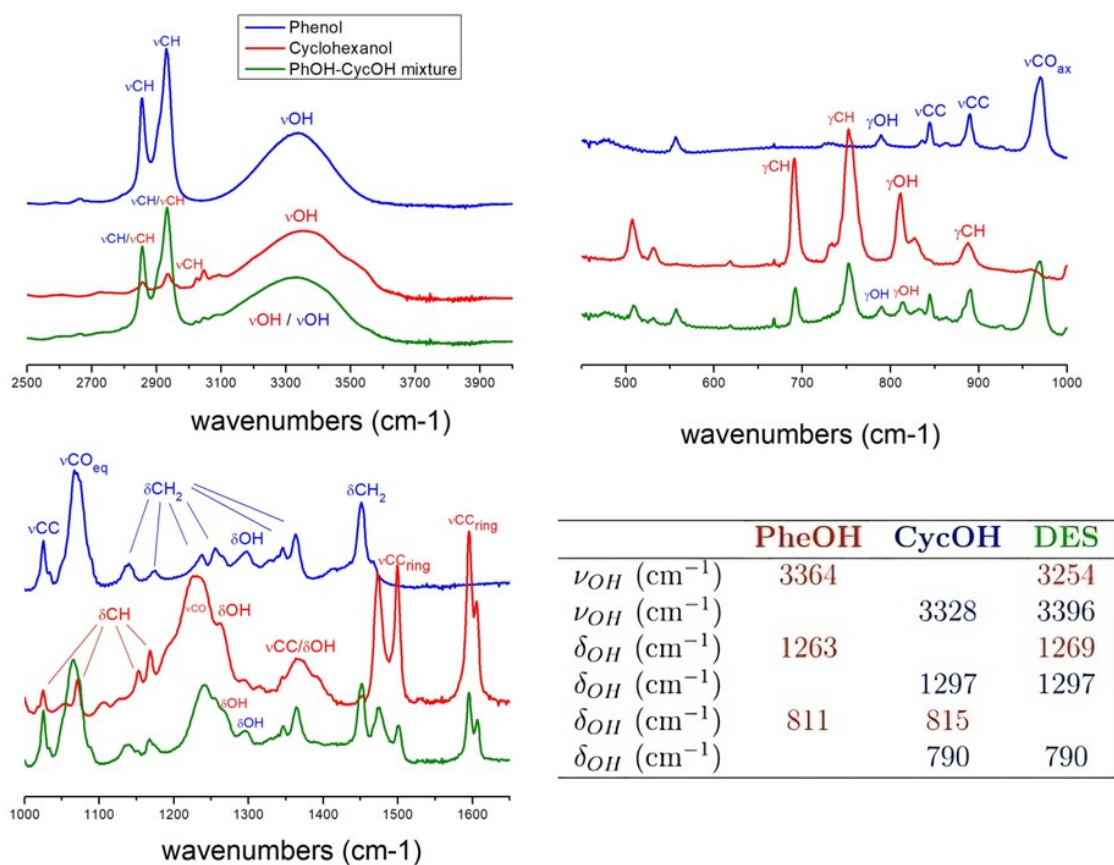 Phenol
Cyclohexanol
PhOH-CycOH mixture
νCH
νCH
νOH
νCH/νCH
νCH/νCH
νCH
νOH
νOH / νOH
2500 2700 2900 3100 3300 3500 3700 3900
wavenumbers (cm-1)
νCOax
νCC
νCC
γOH
γCH
γCH
γOH
γCH
γOH
γOH
500 600 700 800 900 1000
wavenumbers (cm-1)
νCOeq
νCC
δCH2
δOH
δCH2
νCCring
νCCring
δCH
νCO
δOH
νCC/δOH
δOH
δOH
1000 1100 1200 1300 1400 1500 1600
wavenumbers (cm-1)
PheOH CycOH DES
νOH (cm−1) 3364 3254
νOH (cm−1) 3328 3396
δOH (cm−1) 1263 1269
δOH (cm−1) 1297 1297
δOH (cm−1) 811 815
δOH (cm−1) 790 790